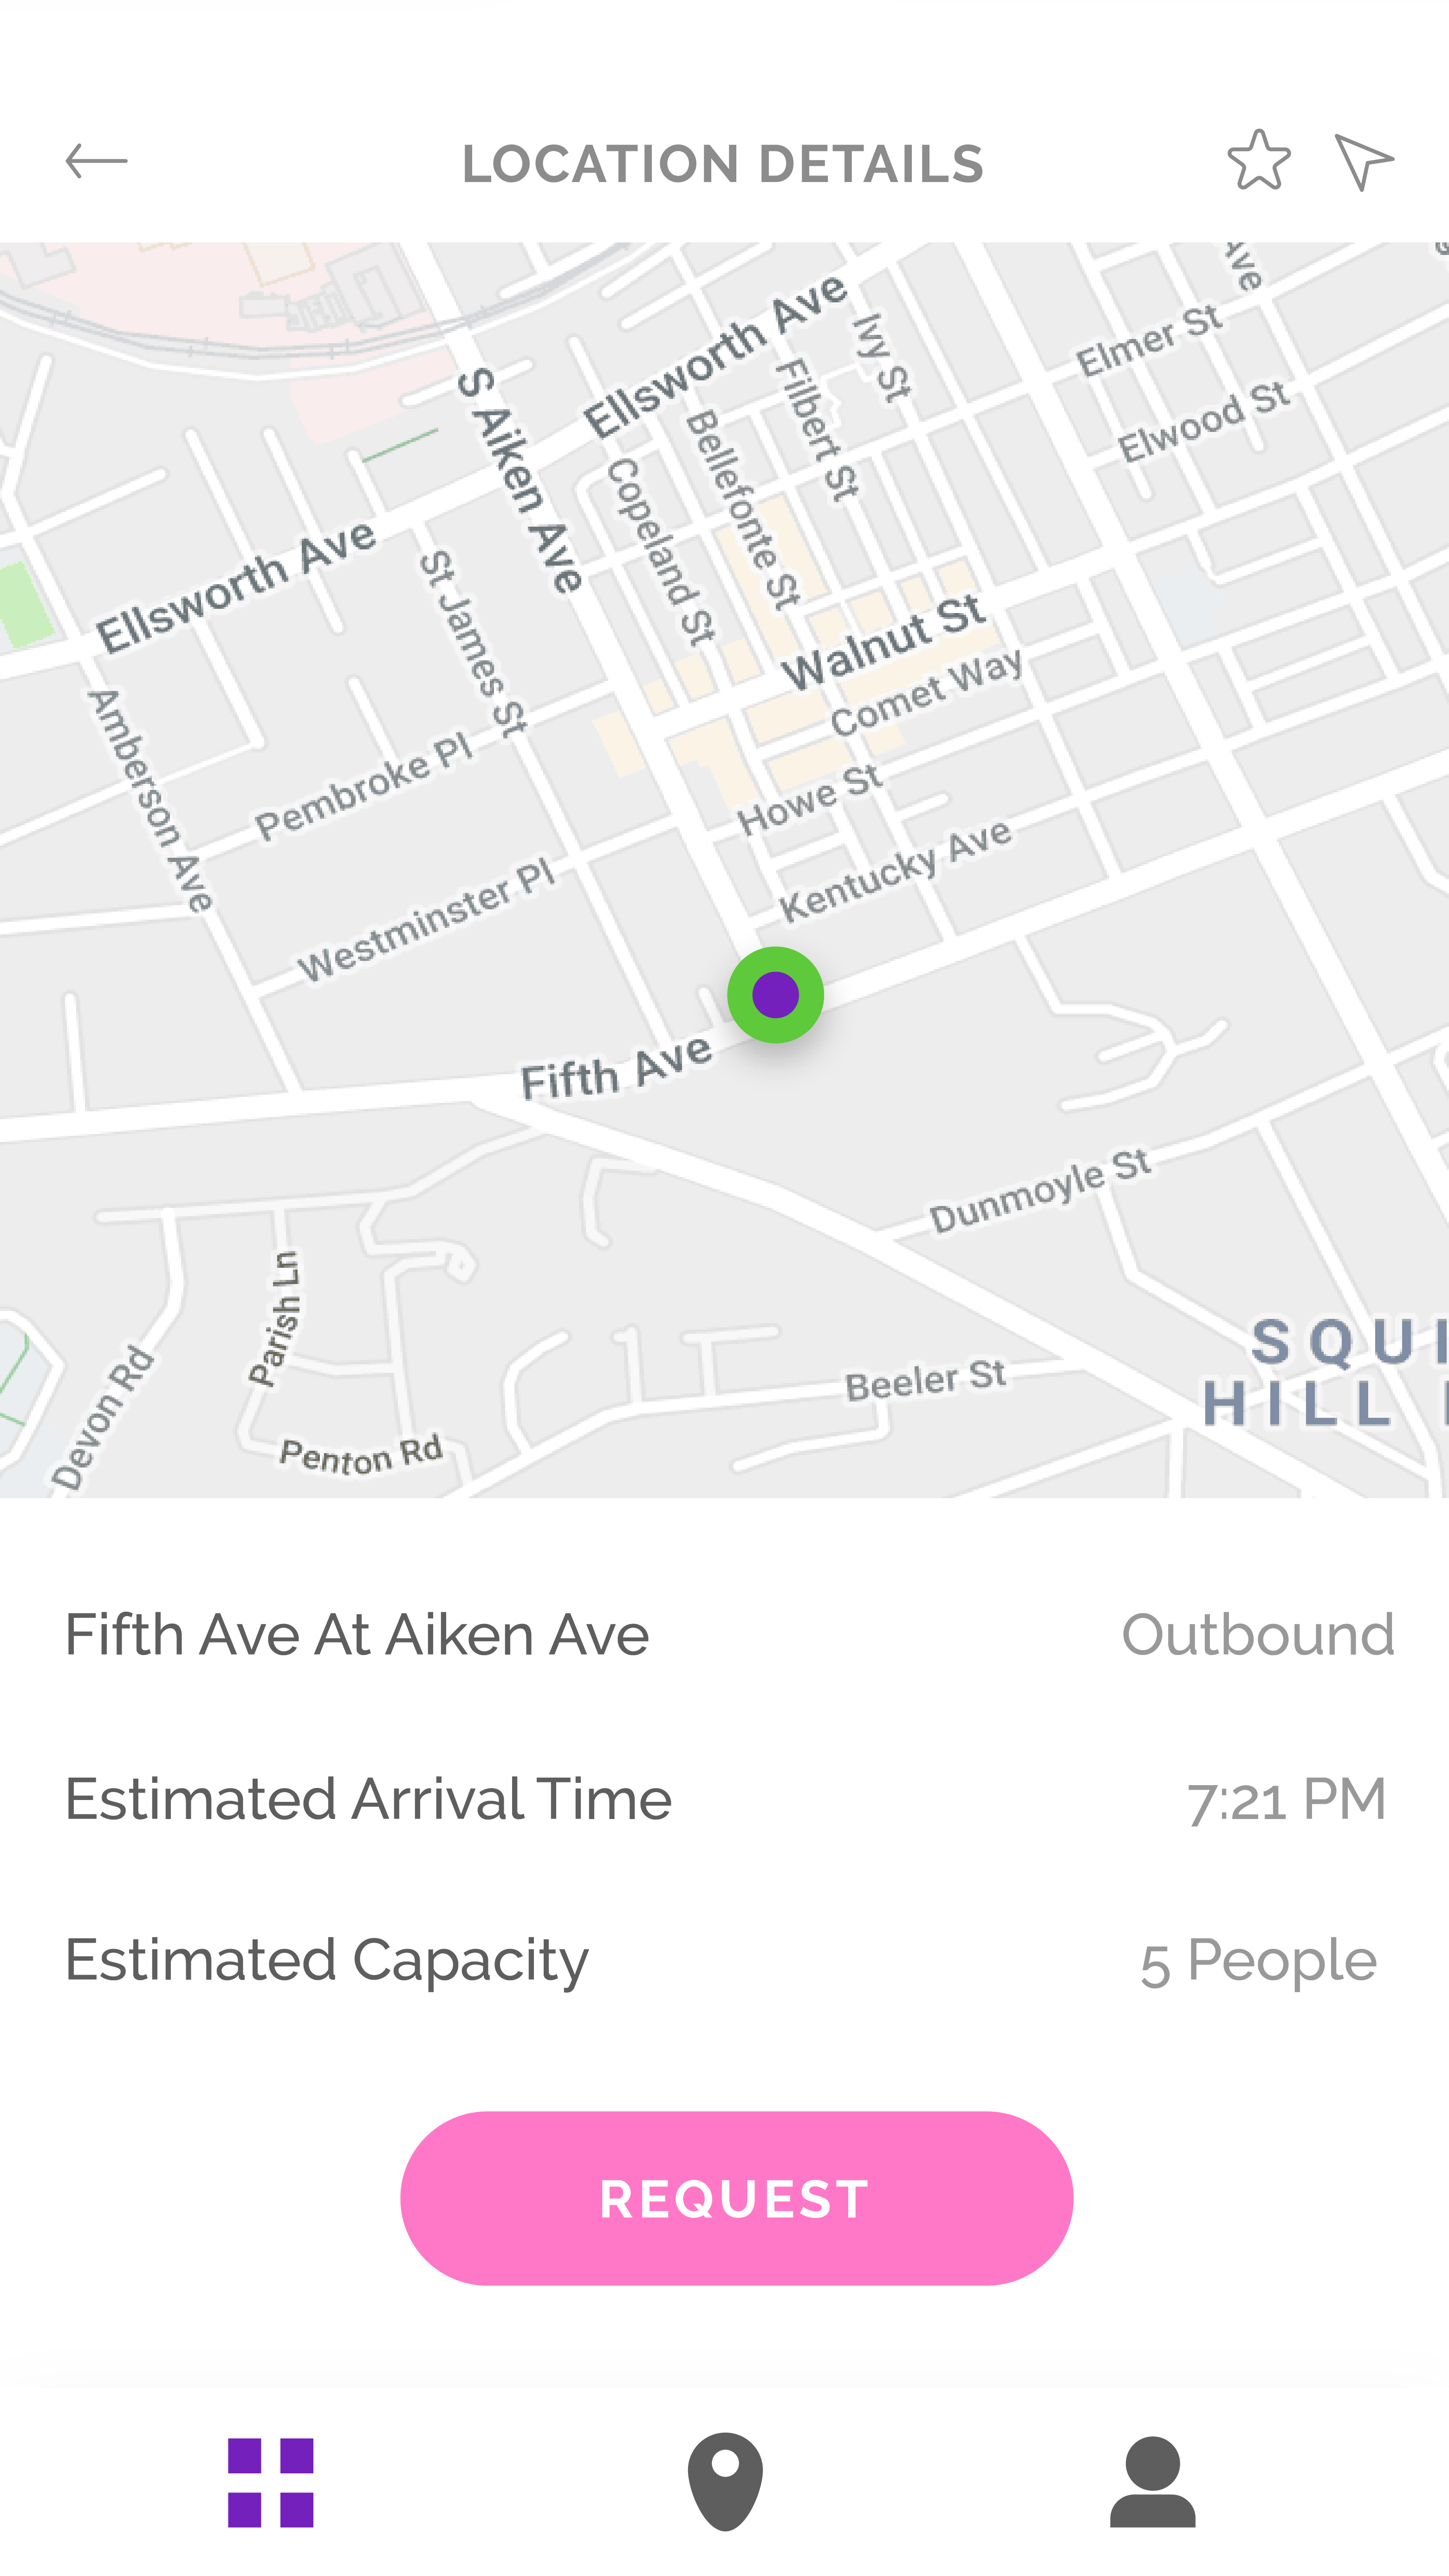 LOCATION DETAILS
Ave
Elmer St
Ellsworth Ave
Ivy St
Filbert St
Elwood St
S Aiken Ave
Bellefonte St
Copeland St
Ellsworth Ave
St James St
Walnut St
Comet Way
Amberson Ave
Pembroke Pl
Howe St
Kentucky Ave
Westminster Pl
Fifth Ave
Dunmoyle St
Parish Ln
SQUI
HILL
Devon Rd
Beeler St
Penton Rd
Fifth Ave At Aiken Ave Outbound
Estimated Arrival Time 7:21 PM
Estimated Capacity 5 People
REQUEST